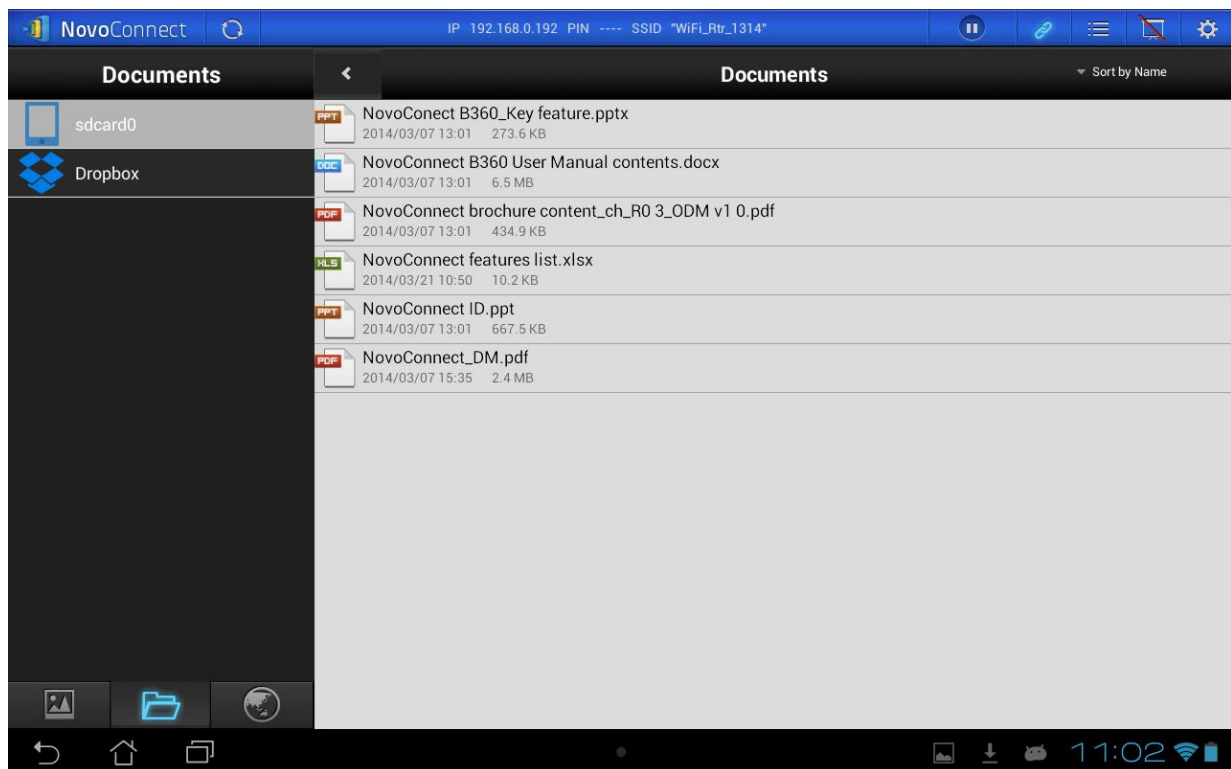 NovoConnect
IP 192.168.0.192 PIN ---- SSID "WiFi_Rtr_1314"
Documents
Documents
Sort by Name
sdcard0
Dropbox
PPT
NovoConect B360_Key feature.pptx
2014/03/07 13:01 273.6 KB
DOC
NovoConnect B360 User Manual contents.docx
2014/03/07 13:01 6.5 MB
PDF
NovoConnect brochure content_ch_R0 3_ODM v1 0.pdf
2014/03/07 13:01 434.9 KB
XLS
NovoConnect features list.xlsx
2014/03/21 10:50 10.2 KB
PPT
NovoConnect ID.ppt
2014/03/07 13:01 667.5 KB
PDF
NovoConnect_DM.pdf
2014/03/07 15:35 2.4 MB
11:02